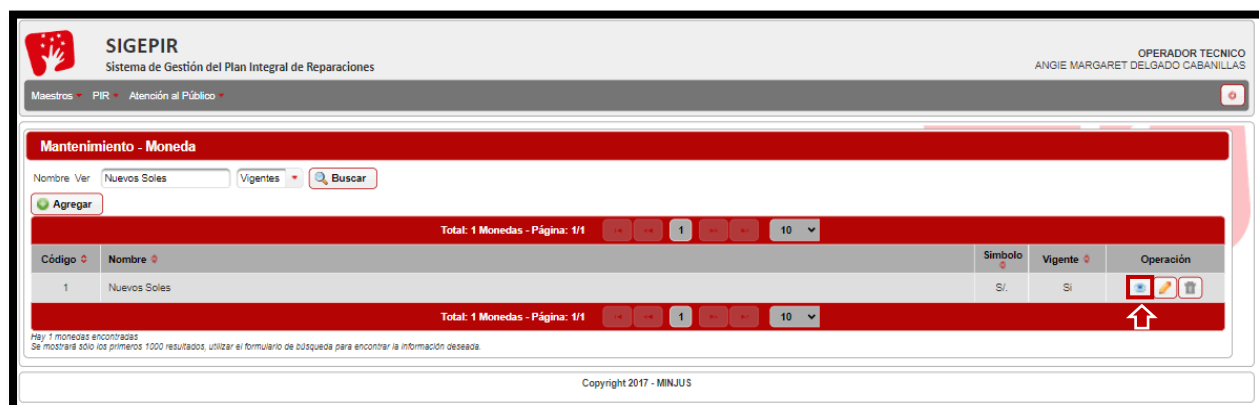 SIGEPIR
Sistema de Gestión del Plan Integral de Reparaciones
OPERADOR TECNICO
ANGIE MARGARET DELGADO CABANILLAS
Maestros PIR Atención al Público
Mantenimiento - Moneda
Nombre Ver Nuevos Soles Vigentes Buscar
Agregar
Total: 1 Monedas - Página: 1/1 1 10
Código Nombre Simbolo Vigente Operación
1 Nuevos Soles S/. Si
Total: 1 Monedas - Página: 1/1 1 10
Hay 1 monedas encontradas
Se mostrará sólo los primeros 1000 resultados, utilizar el formulario de búsqueda para encontrar la información deseada.
Copyright 2017 - MINJUS